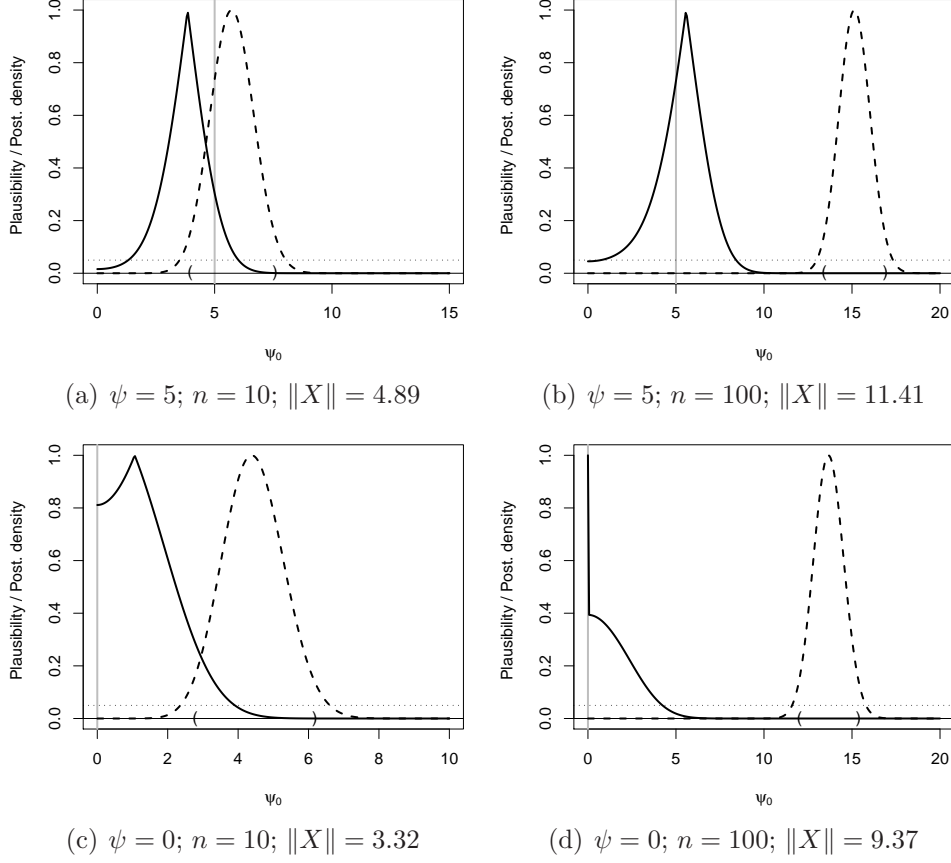 Plausibility / Post. density
0.0 0.2 0.4 0.6 0.8 1.0
( )
0 5 10 15
ψ₀
(a) ψ = 5; n = 10; ∥X∥ = 4.89
Plausibility / Post. density
0.0 0.2 0.4 0.6 0.8 1.0
( )
0 5 10 15 20
ψ₀
(b) ψ = 5; n = 100; ∥X∥ = 11.41
Plausibility / Post. density
0.0 0.2 0.4 0.6 0.8 1.0
( )
0 2 4 6 8 10
ψ₀
(c) ψ = 0; n = 10; ∥X∥ = 3.32
Plausibility / Post. density
0.0 0.2 0.4 0.6 0.8 1.0
( )
0 5 10 15 20
ψ₀
(d) ψ = 0; n = 100; ∥X∥ = 9.37